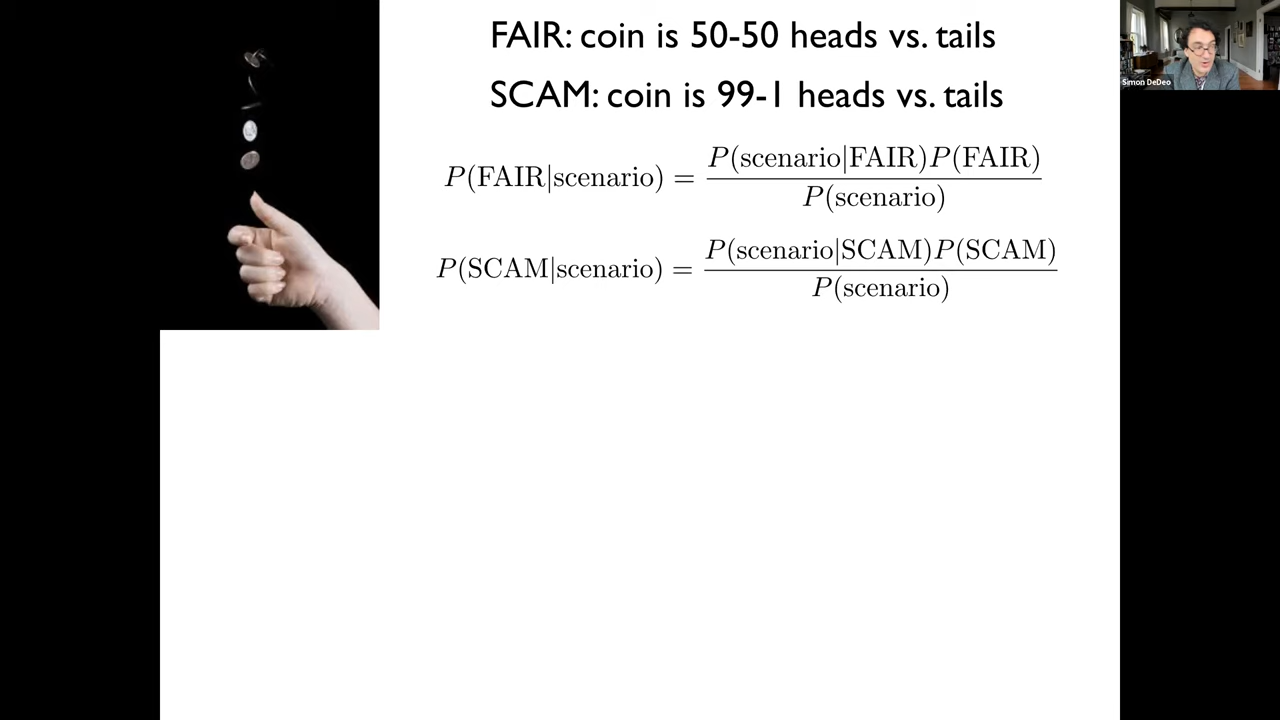 FAIR: coin is 50-50 heads vs. tails
SCAM: coin is 99-1 heads vs. tails
P(FAIR|scenario) = P(scenario|FAIR)P(FAIR) / P(scenario)
P(SCAM|scenario) = P(scenario|SCAM)P(SCAM) / P(scenario)
Simon DeDeo